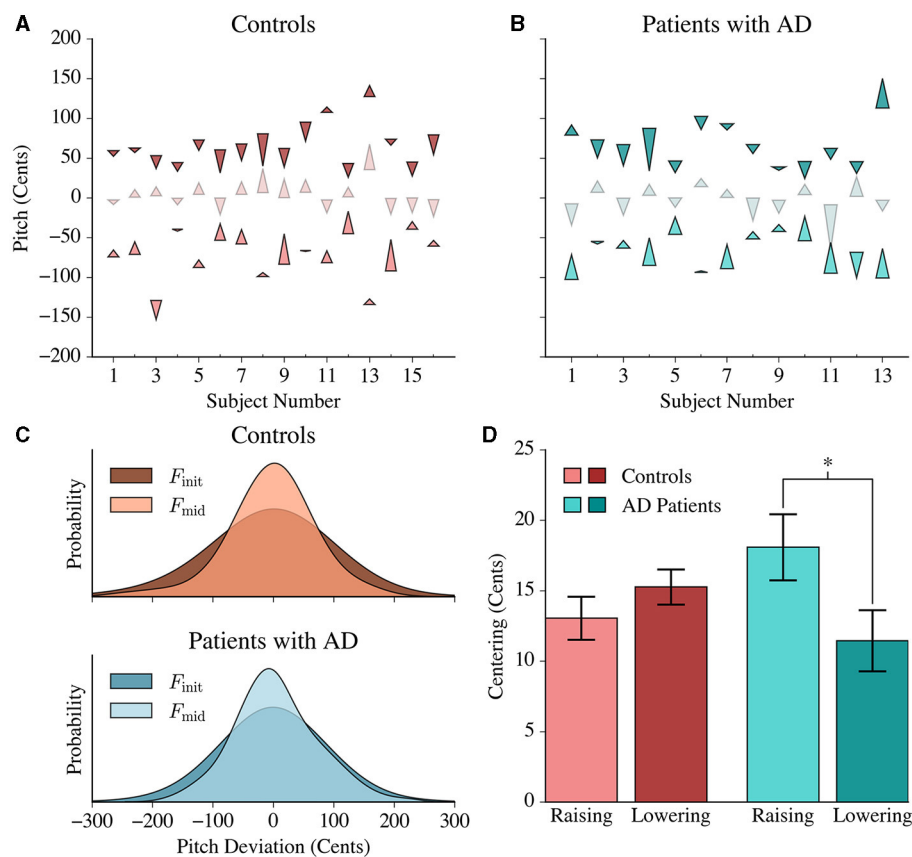 A
Controls
B
Patients with AD
200
150
100
50
0
−50
−100
−150
−200
Pitch (Cents)
1 3 5 7 9 11 13 15
Subject Number
1 3 5 7 9 11 13
Subject Number
C
Controls
F_init
F_mid
Probability
−300 −200 −100 0 100 200 300
Patients with AD
F_init
F_mid
Probability
Pitch Deviation (Cents)
D
25
20
15
10
5
0
Centering (Cents)
Controls
AD Patients
*
Raising Lowering Raising Lowering